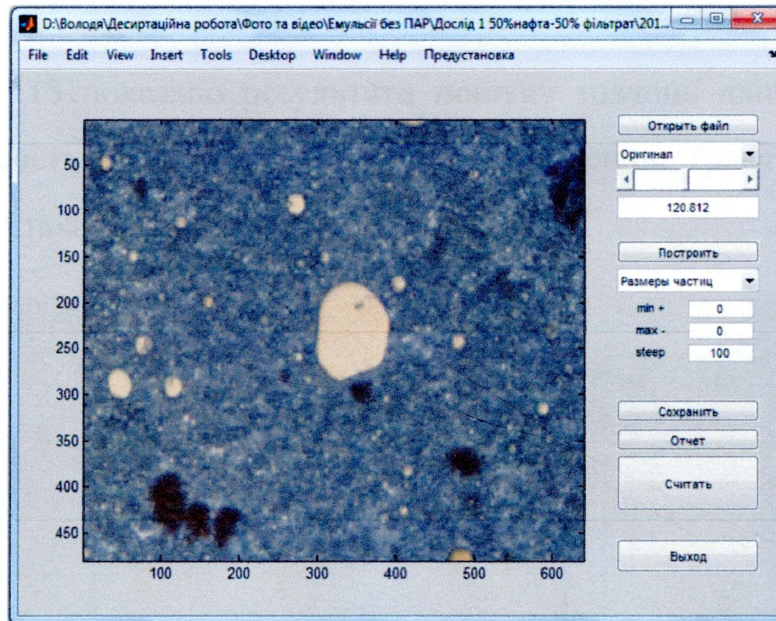 D:\Володя\Десиртаційна робота\Фото та відео\Емульсії без ПАР\Дослід 1 50%нафта-50% фільтрат\201...
File Edit View Insert Tools Desktop Window Help Предустановка
Открыть файл
Оригинал
120.812
Построить
Размеры частиц
min + 0
max - 0
steep 100
Сохранить
Отчет
Считать
Выход
50
100
150
200
250
300
350
400
450
100 200 300 400 500 600